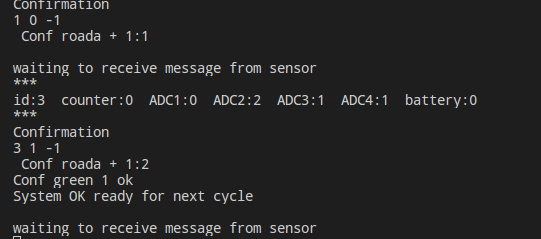 Confirmation
1 0 -1
 Conf roada + 1:1

waiting to receive message from sensor
***
id:3  counter:0  ADC1:0  ADC2:2  ADC3:1  ADC4:1  battery:0
***
Confirmation
3 1 -1
 Conf roada + 1:2
Conf green 1 ok
System OK ready for next cycle

waiting to receive message from sensor